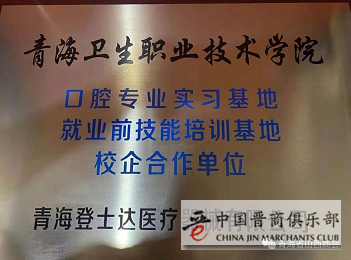 青海卫生职业技术学院
口腔专业实习基地
就业前技能培训基地
校企合作单位
青海登士达医疗
晋 中国晋商俱乐部
CHINA JIN MARCHANTS CLUB